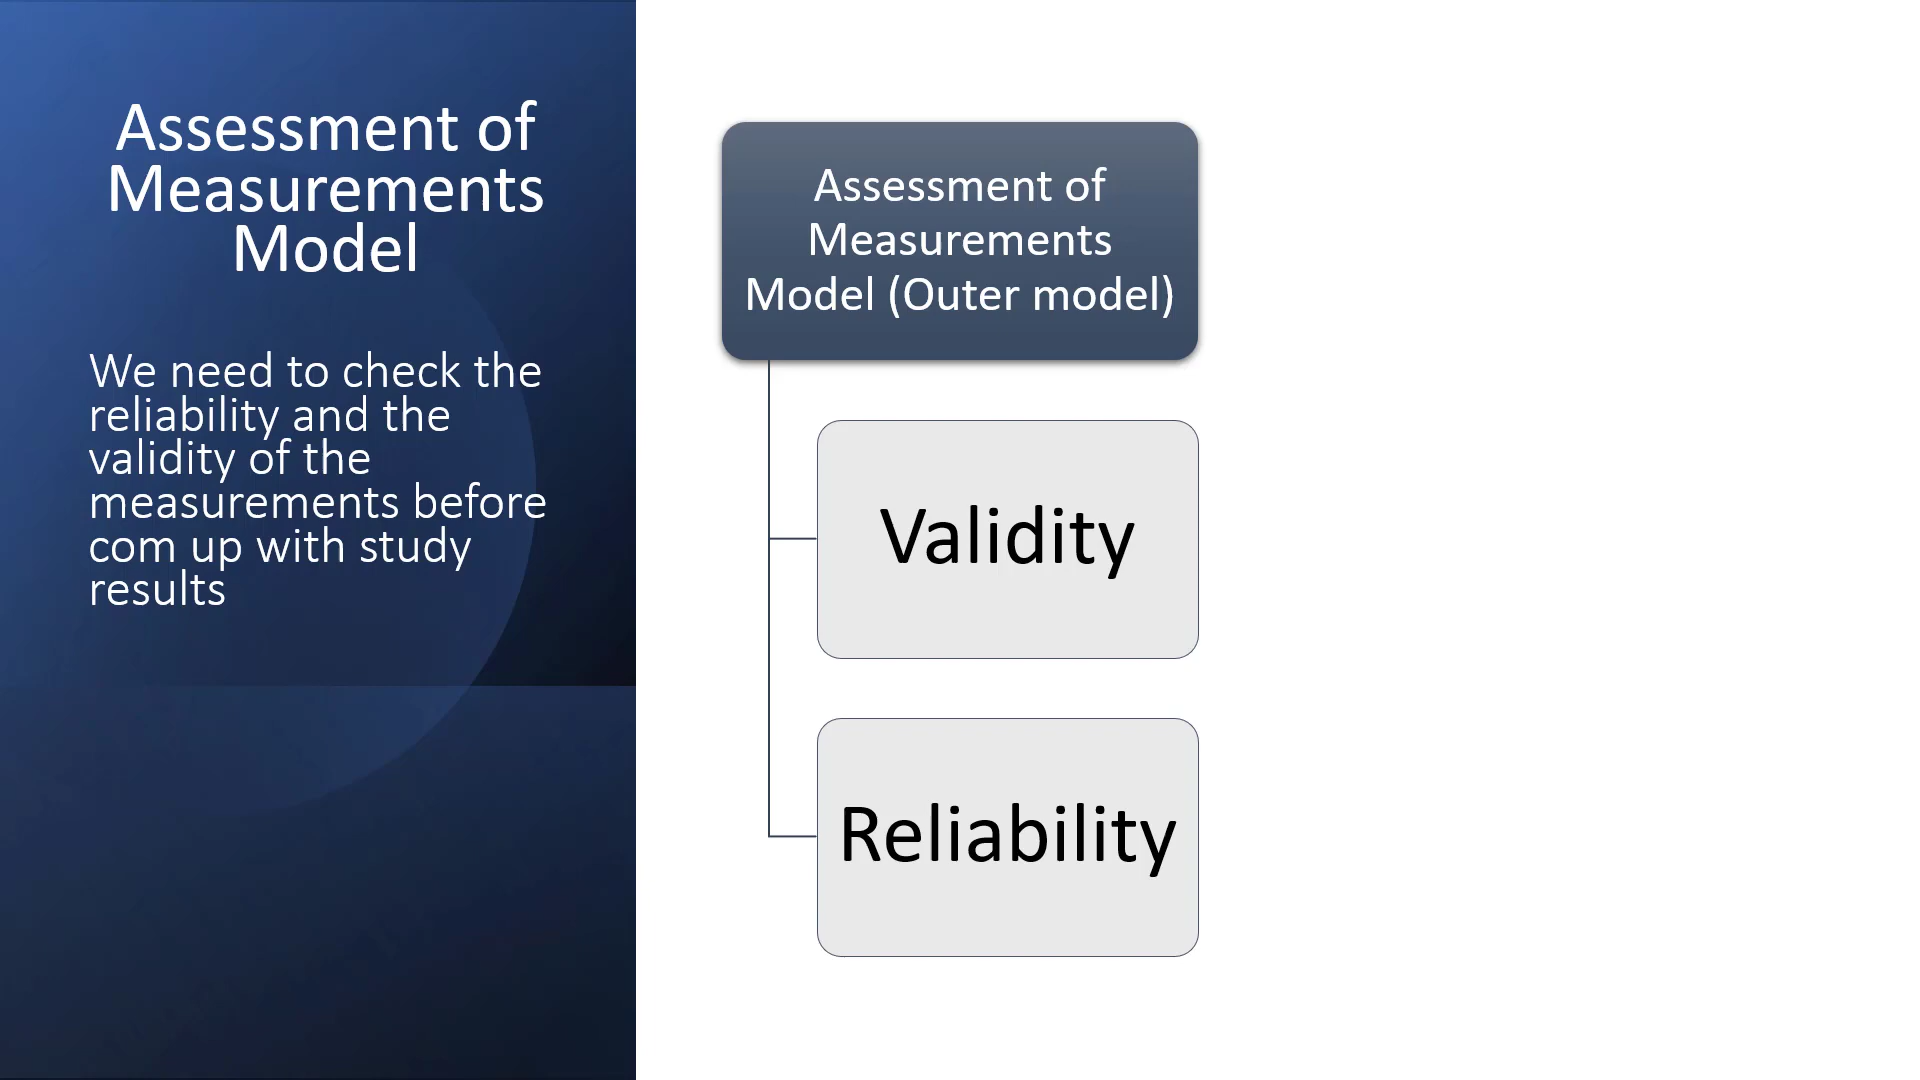 Assessment of
Measurements
Model
We need to check the
reliability and the
validity of the
measurements before
com up with study
results
Assessment of
Measurements
Model (Outer model)
Validity
Reliability